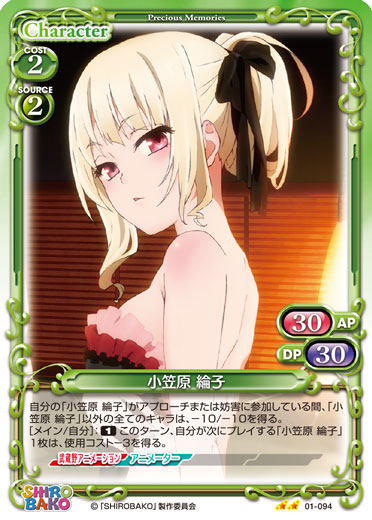 Precious Memories
Character
COST
2
SOURCE
2
30 AP
DP 30
小笠原 綸子
自分の「小笠原 綸子」がアプローチまたは妨害に参加している間、「小
笠原 綸子」以外の全てのキャラは、-10/-10を得る。
[メイン/自分]:1 このターン、自分が次にプレイする「小笠原 綸子」
1枚は、使用コスト-3を得る。
武蔵野アニメーション アニメーター
SHIRO
BAKO
© 「SHIROBAKO」製作委員会
01-094